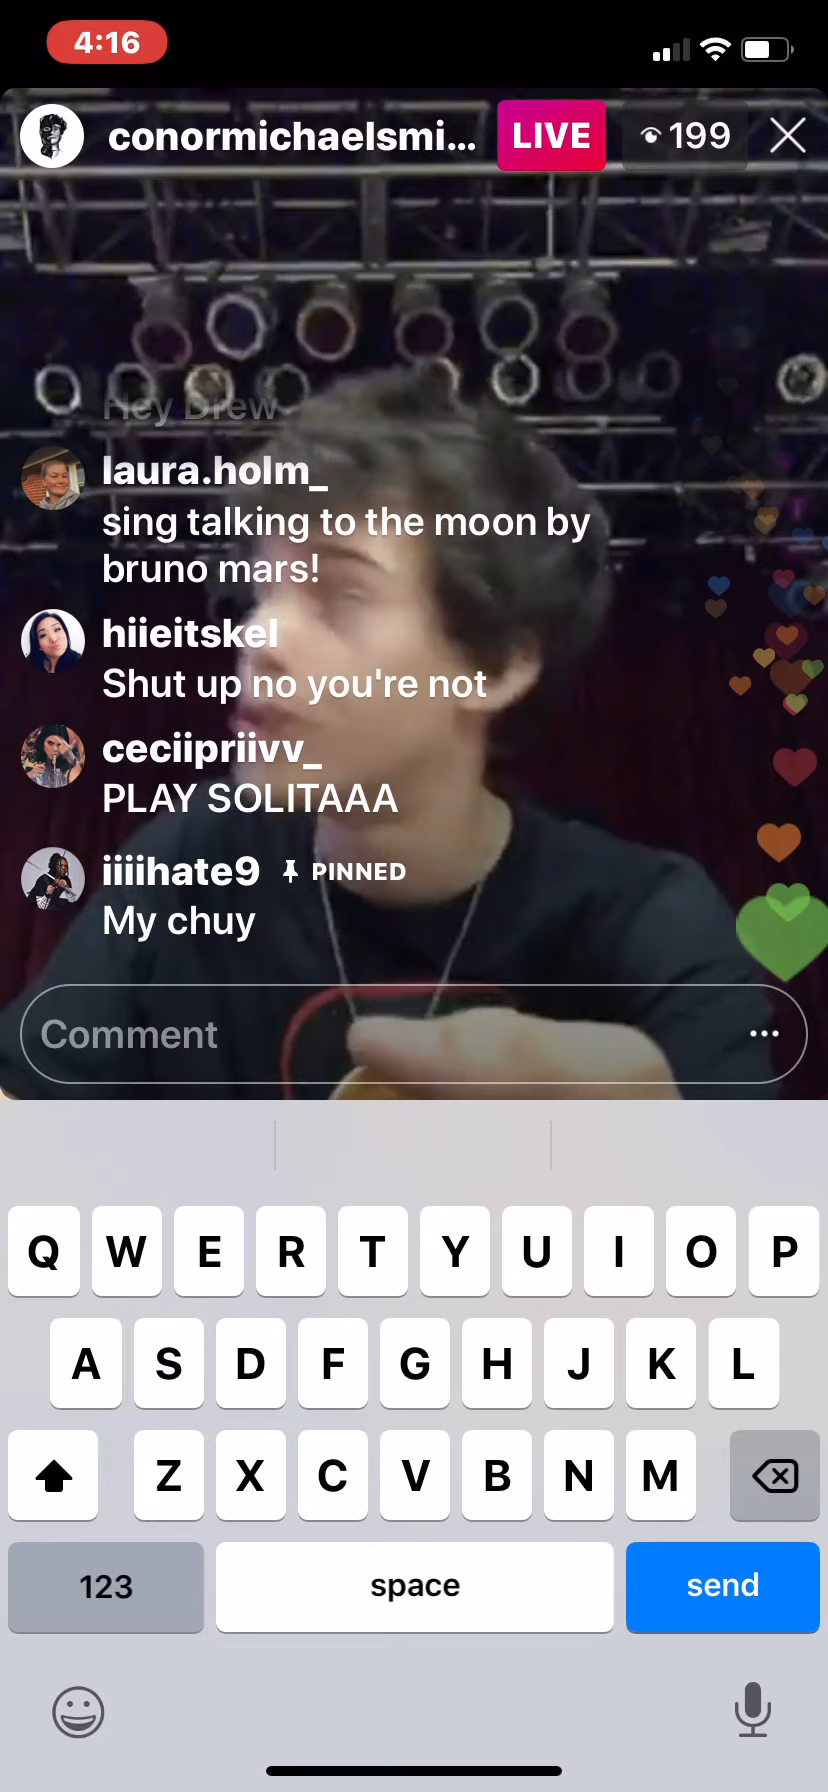 4:16
conormichaelsmi...
LIVE
199
Hey Drew
laura.holm_
sing talking to the moon by
bruno mars!
hiieitskel
Shut up no you're not
ceciipriivv_
PLAY SOLITAAA
iiiihate9 PINNED
My chuy
Comment
Q W E R T Y U I O P
A S D F G H J K L
Z X C V B N M
123 space send